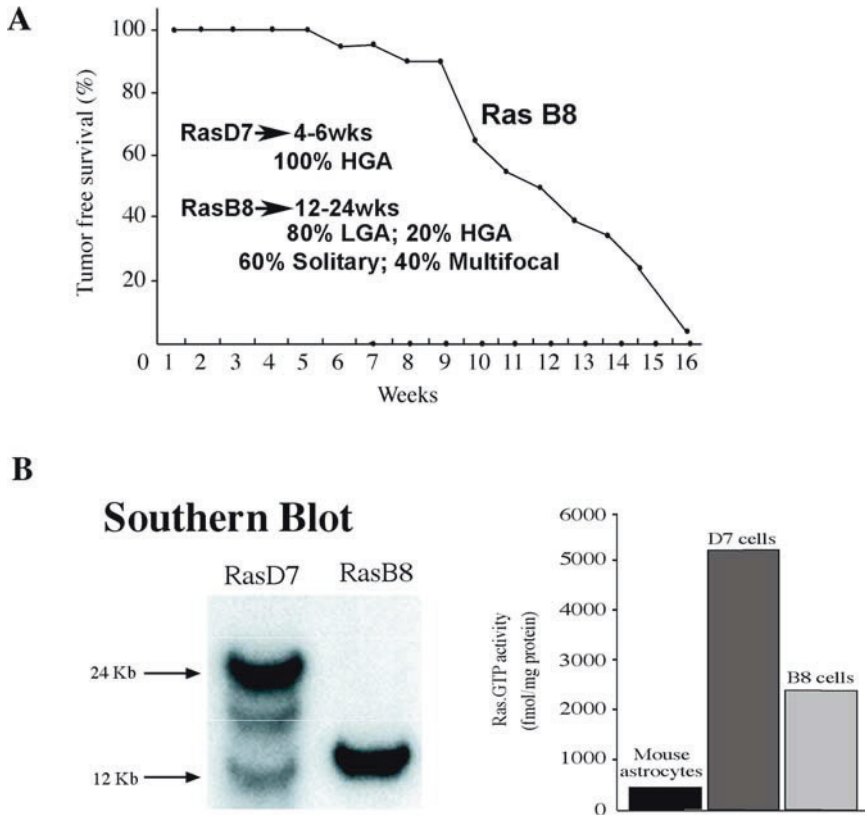 A
Tumor free survival (%)
100
80
60
40
20
0
Ras B8
RasD7 4-6wks
100% HGA
RasB8 12-24wks
80% LGA; 20% HGA
60% Solitary; 40% Multifocal
1 2 3 4 5 6 7 8 9 10 11 12 13 14 15 16
Weeks
B
Southern Blot
RasD7 RasB8
24 Kb
12 Kb
Ras.GTP activity
(fmol/mg protein)
6000
5000
4000
3000
2000
1000
0
D7 cells
B8 cells
Mouse
astrocytes